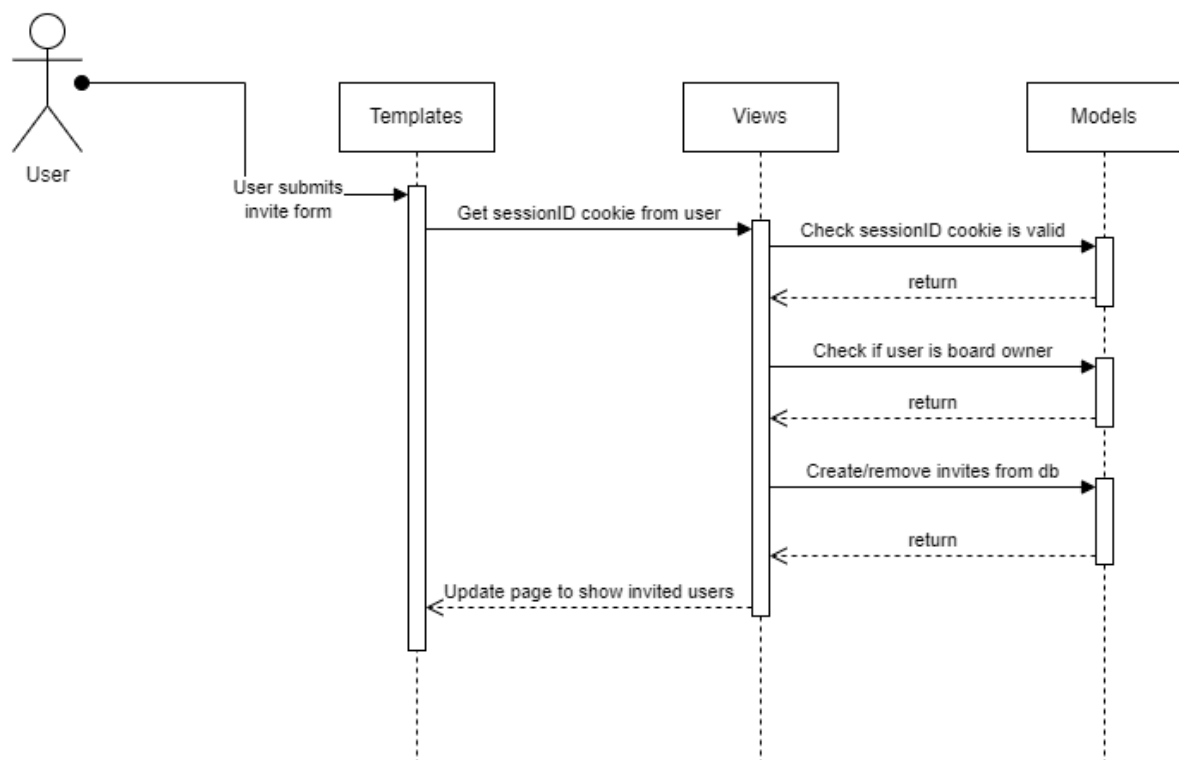 Templates
Views
Models
User
User submits
invite form
Get sessionID cookie from user
Check sessionID cookie is valid
return
Check if user is board owner
return
Create/remove invites from db
return
Update page to show invited users